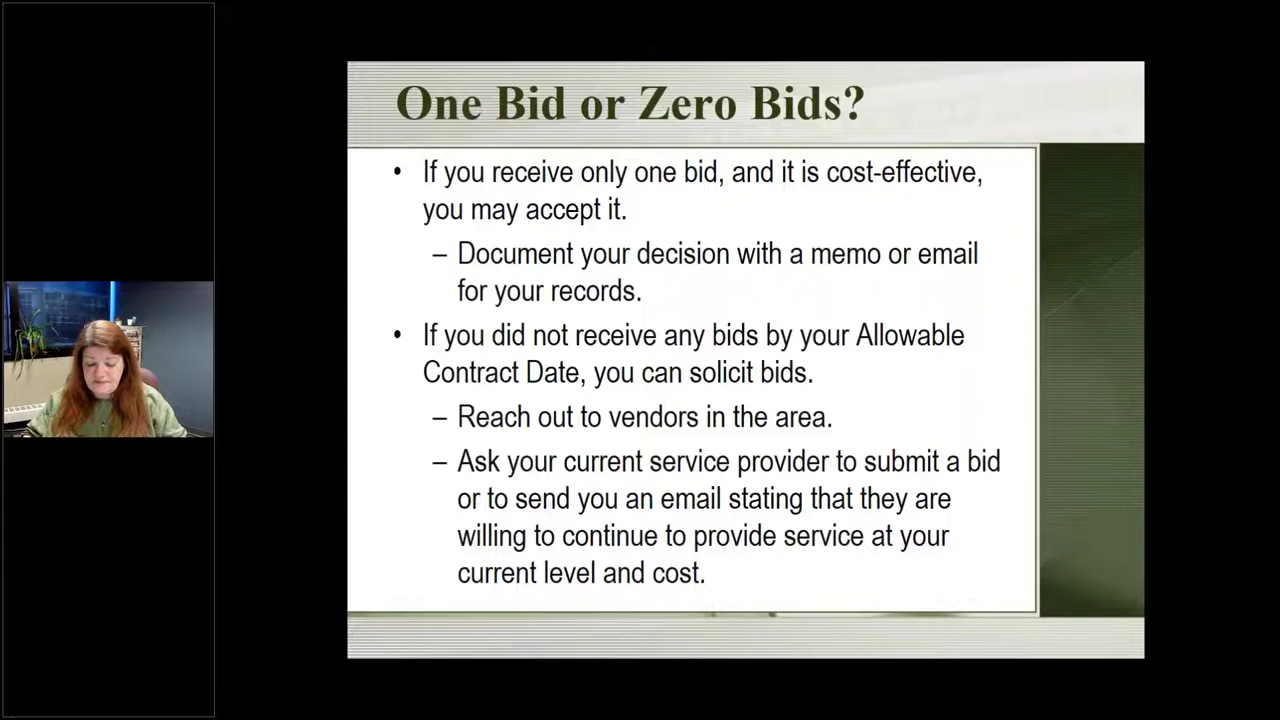 One Bid or Zero Bids?
• If you receive only one bid, and it is cost-effective,
you may accept it.
– Document your decision with a memo or email
for your records.
• If you did not receive any bids by your Allowable
Contract Date, you can solicit bids.
– Reach out to vendors in the area.
– Ask your current service provider to submit a bid
or to send you an email stating that they are
willing to continue to provide service at your
current level and cost.